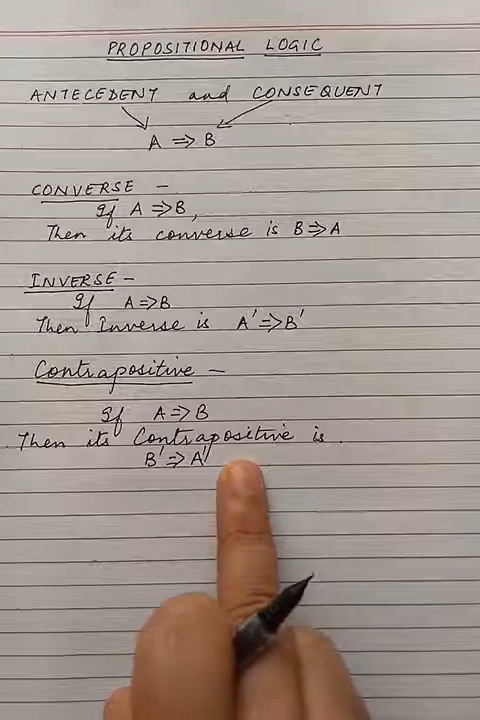 PROPOSITIONAL LOGIC
ANTECEDENT and CONSEQUENT
A ⇒ B
CONVERSE -
If A ⇒ B,
Then its converse is B ⇒ A
INVERSE -
If A ⇒ B
Then Inverse is A' ⇒ B'
Contrapositive -
If A ⇒ B
Then its Contrapositive is.
B' ⇒ A'